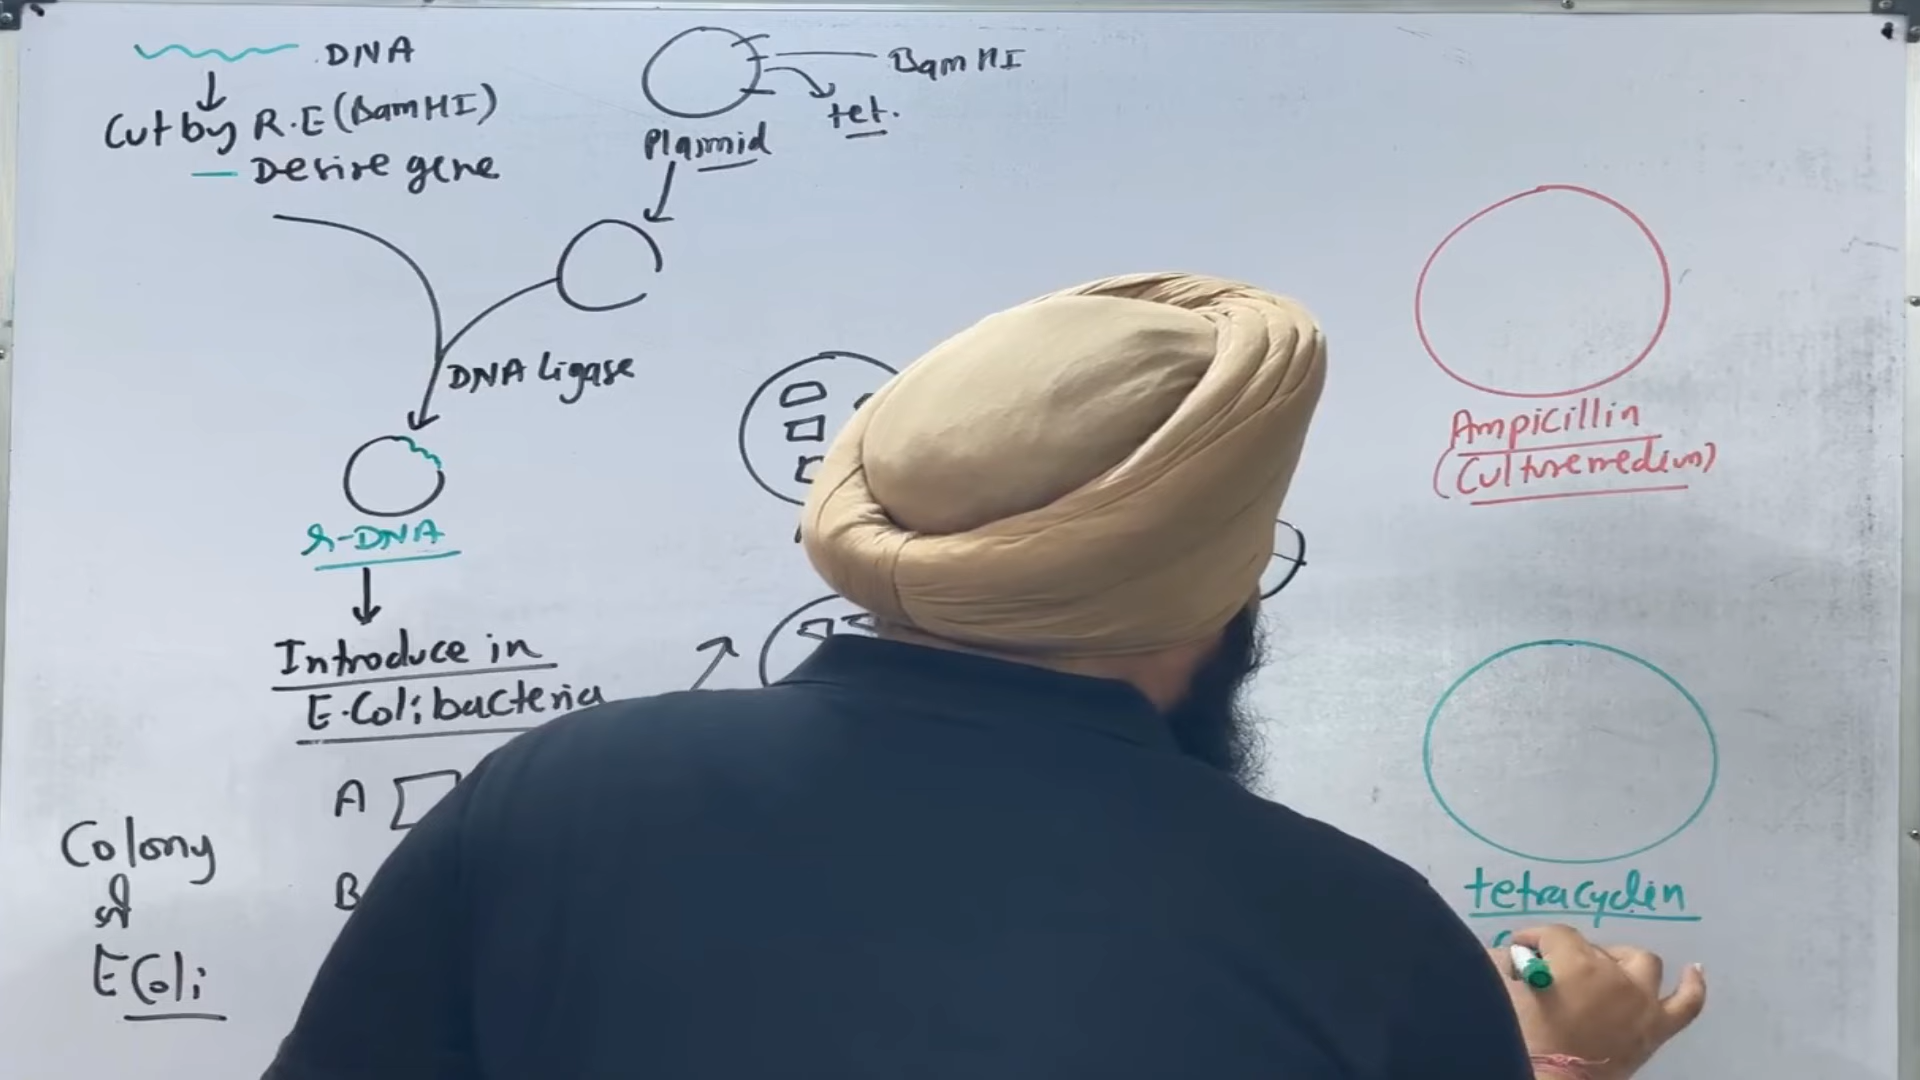 DNA
Cut by R.E (BamHI)
Desire gene
BamHI
tet.
Plasmid
DNA ligase
r-DNA
Introduce in
E.Coli bacteria
A
B
Colony
of
E Coli
Ampicillin
(Culture medium)
tetracyclin